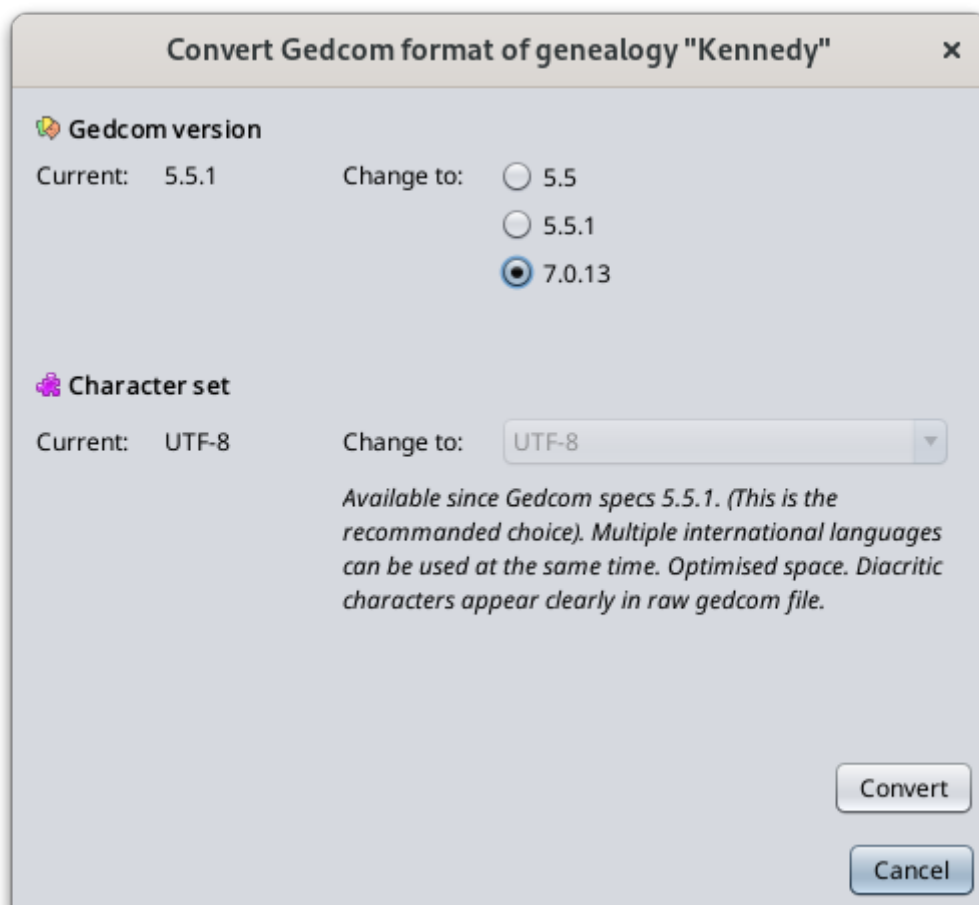 Convert Gedcom format of genealogy "Kennedy"
Gedcom version
Current: 5.5.1 Change to: 5.5
5.5.1
7.0.13
Character set
Current: UTF-8 Change to: UTF-8
Available since Gedcom specs 5.5.1. (This is the
recommanded choice). Multiple international languages
can be used at the same time. Optimised space. Diacritic
characters appear clearly in raw gedcom file.
Convert
Cancel